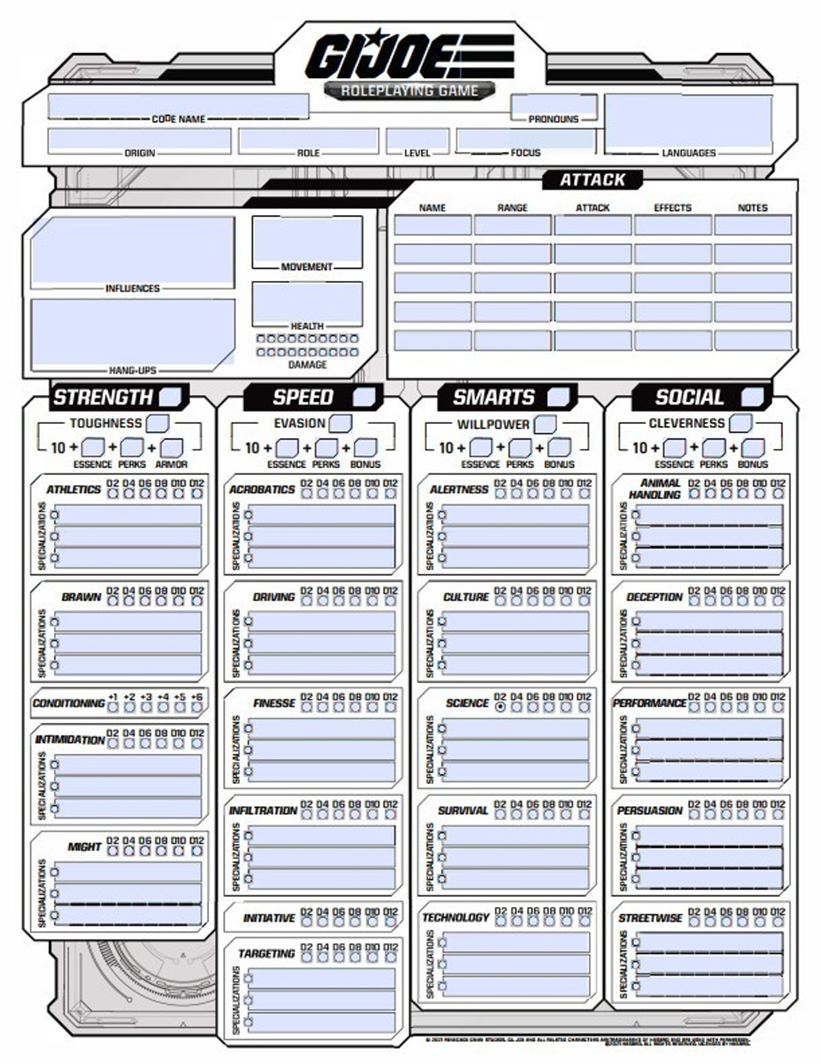 GIJOE
ROLEPLAYING GAME
CODE NAME
PRONOUNS
ORIGIN
ROLE
LEVEL
FOCUS
LANGUAGES
ATTACK
NAME RANGE ATTACK EFFECTS NOTES
INFLUENCES
MOVEMENT
HANG-UPS
HEALTH
DAMAGE
STRENGTH
TOUGHNESS
10 + + +
ESSENCE PERKS ARMOR
ATHLETICS D2 D4 D6 D8 D10 D12
SPECIALIZATIONS
BRAWN D2 D4 D6 D8 D10 D12
SPECIALIZATIONS
CONDITIONING +1 +2 +3 +4 +5 +6
INTIMIDATION D2 D4 D6 D8 D10 D12
SPECIALIZATIONS
MIGHT D2 D4 D6 D8 D10 D12
SPECIALIZATIONS
SPEED
EVASION
10 + + +
ESSENCE PERKS BONUS
ACROBATICS D2 D4 D6 D8 D10 D12
SPECIALIZATIONS
DRIVING D2 D4 D6 D8 D10 D12
SPECIALIZATIONS
FINESSE D2 D4 D6 D8 D10 D12
SPECIALIZATIONS
INFILTRATION D2 D4 D6 D8 D10 D12
SPECIALIZATIONS
INITIATIVE D2 D4 D6 D8 D10 D12
TARGETING D2 D4 D6 D8 D10 D12
SPECIALIZATIONS
SMARTS
WILLPOWER
10 + + +
ESSENCE PERKS BONUS
ALERTNESS D2 D4 D6 D8 D10 D12
SPECIALIZATIONS
CULTURE D2 D4 D6 D8 D10 D12
SPECIALIZATIONS
SCIENCE D2 D4 D6 D8 D10 D12
SPECIALIZATIONS
SURVIVAL D2 D4 D6 D8 D10 D12
SPECIALIZATIONS
TECHNOLOGY D2 D4 D6 D8 D10 D12
SPECIALIZATIONS
SOCIAL
CLEVERNESS
10 + + +
ESSENCE PERKS BONUS
ANIMAL
HANDLING D2 D4 D6 D8 D10 D12
SPECIALIZATIONS
DECEPTION D2 D4 D6 D8 D10 D12
SPECIALIZATIONS
PERFORMANCE D2 D4 D6 D8 D10 D12
SPECIALIZATIONS
PERSUASION D2 D4 D6 D8 D10 D12
SPECIALIZATIONS
STREETWISE D2 D4 D6 D8 D10 D12
SPECIALIZATIONS
© 2021 RENEGADE GAME STUDIOS. GI JOE AND ALL RELATED CHARACTERS ARE TRADEMARKS OF HASBRO AND ARE USED WITH PERMISSION.
©2021 HASBRO. ALL RIGHTS RESERVED. LICENSED BY HASBRO.